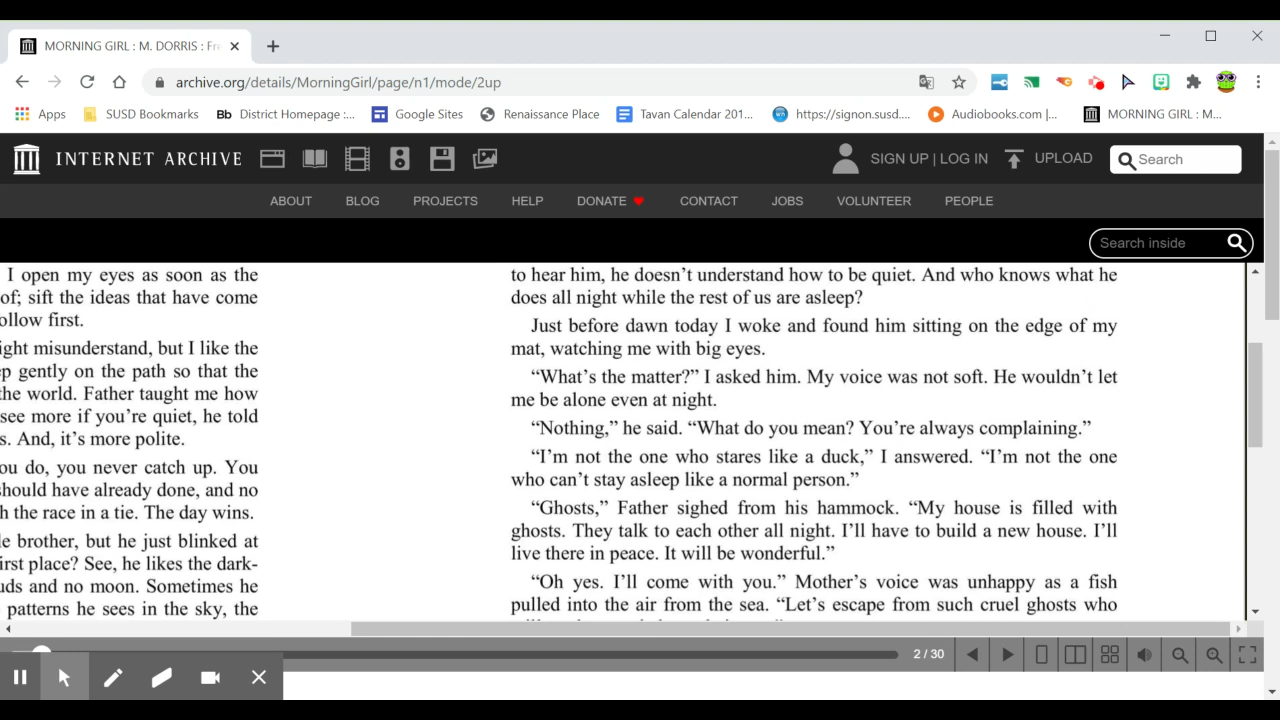 MORNING GIRL : M. DORRIS : Fre
archive.org/details/MorningGirl/page/n1/mode/2up
Apps SUSD Bookmarks Bb District Homepage :... Google Sites Renaissance Place Tavan Calendar 201... https://signon.susd.... Audiobooks.com |... MORNING GIRL : M...
INTERNET ARCHIVE SIGN UP | LOG IN UPLOAD Search
ABOUT BLOG PROJECTS HELP DONATE CONTACT JOBS VOLUNTEER PEOPLE
Search inside
I open my eyes as soon as the
of; sift the ideas that have come
ollow first.
ight misunderstand, but I like the
ep gently on the path so that the
the world. Father taught me how
see more if you're quiet, he told
s. And, it's more polite.
ou do, you never catch up. You
should have already done, and no
h the race in a tie. The day wins.
le brother, but he just blinked at
irst place? See, he likes the dark-
uds and no moon. Sometimes he
patterns he sees in the sky, the
to hear him, he doesn't understand how to be quiet. And who knows what he
does all night while the rest of us are asleep?
Just before dawn today I woke and found him sitting on the edge of my
mat, watching me with big eyes.
“What's the matter?” I asked him. My voice was not soft. He wouldn't let
me be alone even at night.
“Nothing,” he said. “What do you mean? You're always complaining.”
“I'm not the one who stares like a duck,” I answered. “I'm not the one
who can't stay asleep like a normal person.”
“Ghosts,” Father sighed from his hammock. “My house is filled with
ghosts. They talk to each other all night. I'll have to build a new house. I'll
live there in peace. It will be wonderful.”
“Oh yes. I'll come with you.” Mother's voice was unhappy as a fish
pulled into the air from the sea. “Let's escape from such cruel ghosts who
2 / 30